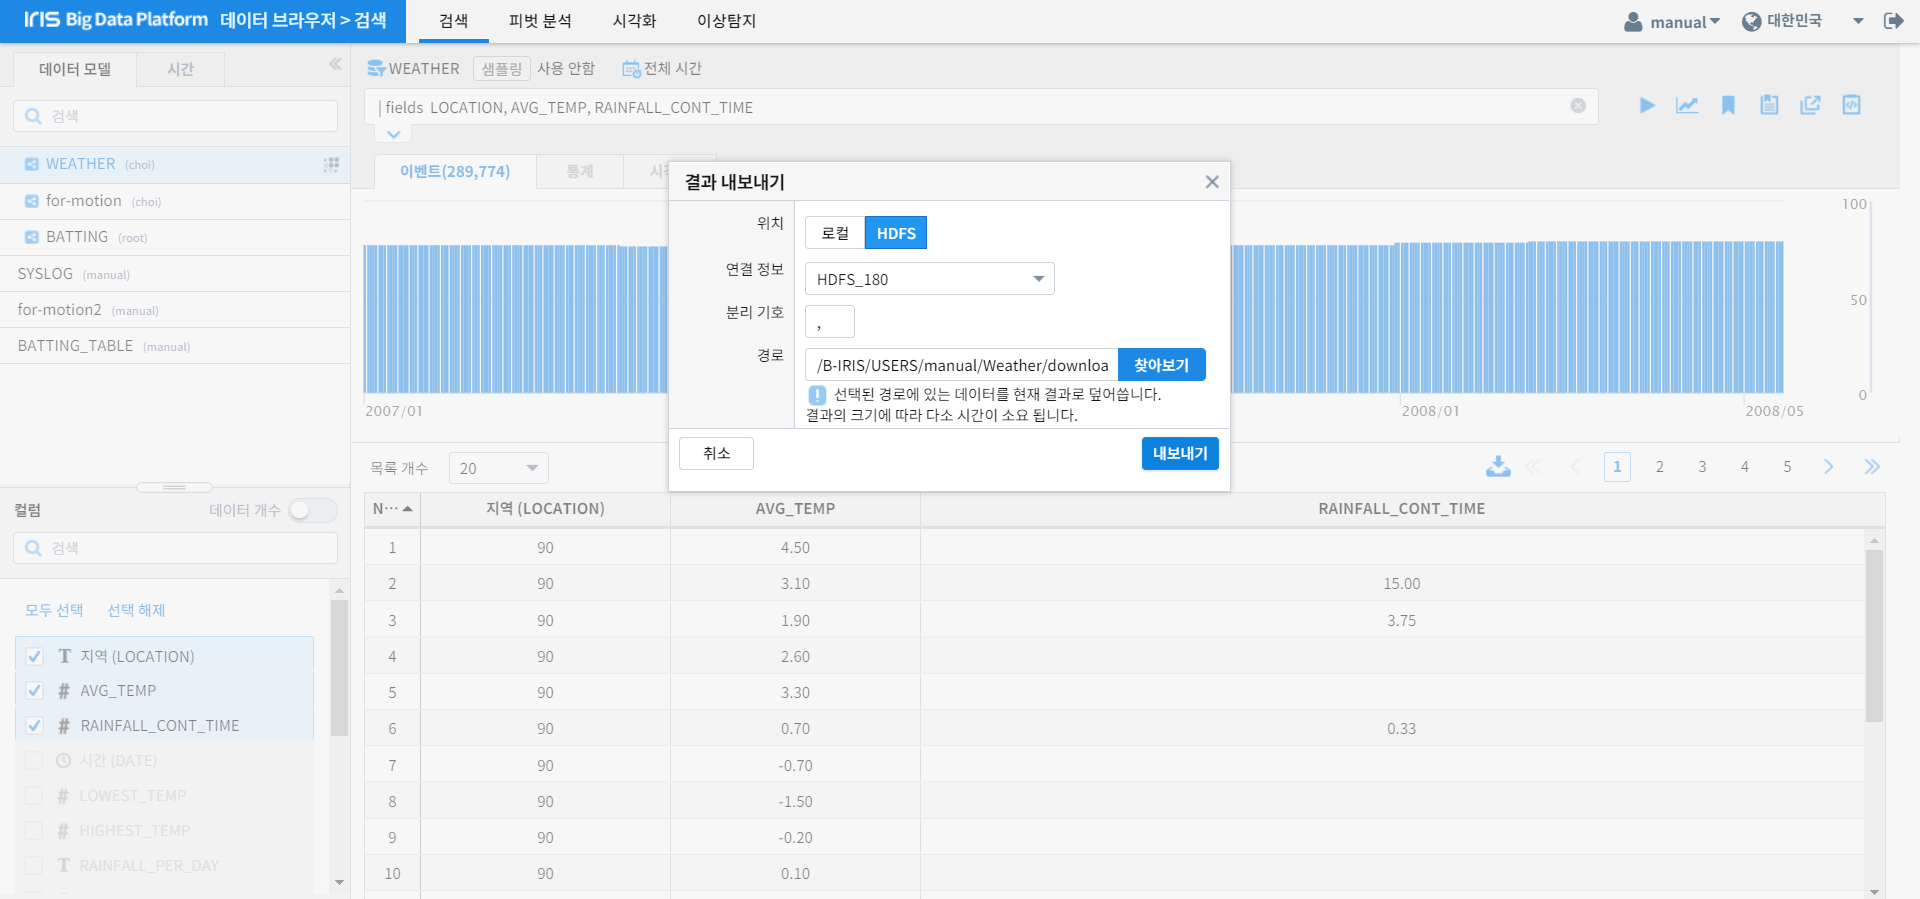 IRIS Big Data Platform 데이터 브라우저 > 검색
검색 피벗 분석 시각화 이상탐지
manual 대한민국
데이터 모델 시간
검색
WEATHER (choi)
for-motion (choi)
BATTING (root)
SYSLOG (manual)
for-motion2 (manual)
BATTING_TABLE (manual)
컬럼 데이터 개수
검색
모두 선택 선택 해제
T 지역 (LOCATION)
# AVG_TEMP
# RAINFALL_CONT_TIME
시간 (DATE)
# LOWEST_TEMP
# HIGHEST_TEMP
T RAINFALL_PER_DAY
WEATHER 샘플링 사용 안함 전체 시간
| fields LOCATION, AVG_TEMP, RAINFALL_CONT_TIME
이벤트(289,774) 통계
100
50
0
2007/01 2008/01 2008/05
결과 내보내기
위치 로컬 HDFS
연결 정보 HDFS_180
분리 기호 ,
경로 /B-IRIS/USERS/manual/Weather/downloa 찾아보기
! 선택된 경로에 있는 데이터를 현재 결과로 덮어씁니다.
결과의 크기에 따라 다소 시간이 소요 됩니다.
취소 내보내기
목록 개수 20
1 2 3 4 5
N··· 지역 (LOCATION) AVG_TEMP RAINFALL_CONT_TIME
1 90 4.50
2 90 3.10 15.00
3 90 1.90 3.75
4 90 2.60
5 90 3.30
6 90 0.70 0.33
7 90 -0.70
8 90 -1.50
9 90 -0.20
10 90 0.10